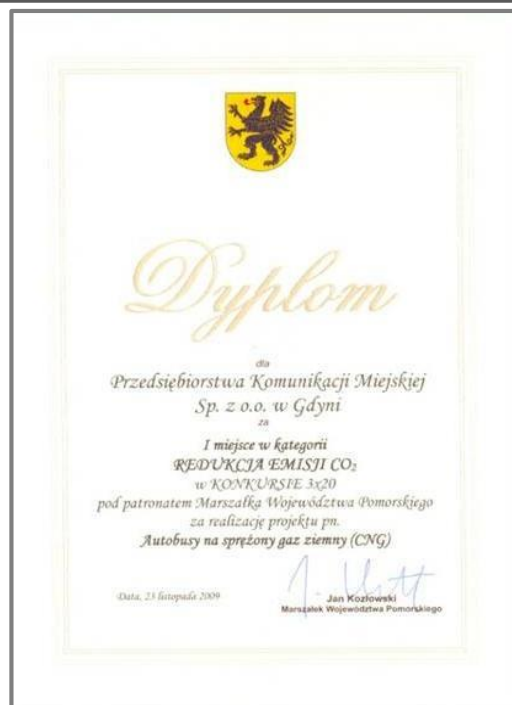 Dyplom
dla
Przedsiębiorstwa Komunikacji Miejskiej
Sp. z o.o. w Gdyni
za
I miejsce w kategorii
REDUKCJA EMISJI CO₂
w KONKURSIE 3x20
pod patronatem Marszałka Województwa Pomorskiego
za realizację projektu pn.
Autobusy na sprężony gaz ziemny (CNG)
Data, 23 listopada 2009
Jan Kozłowski
Marszałek Województwa Pomorskiego